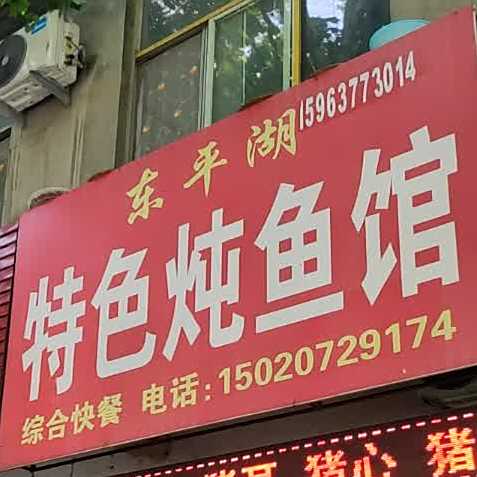 东平湖 15963773014
特色炖鱼馆
综合快餐 电话:15020729174
猪心 猪